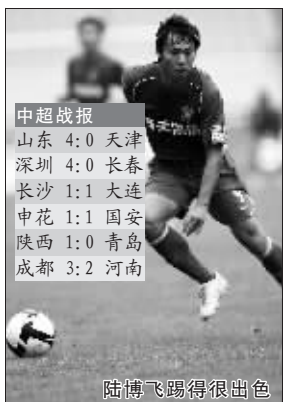 中超战报
山东 4:0 天津
深圳 4:0 长春
长沙 1:1 大连
申花 1:1 国安
陕西 1:0 青岛
成都 3:2 河南
陆博飞踢得很出色